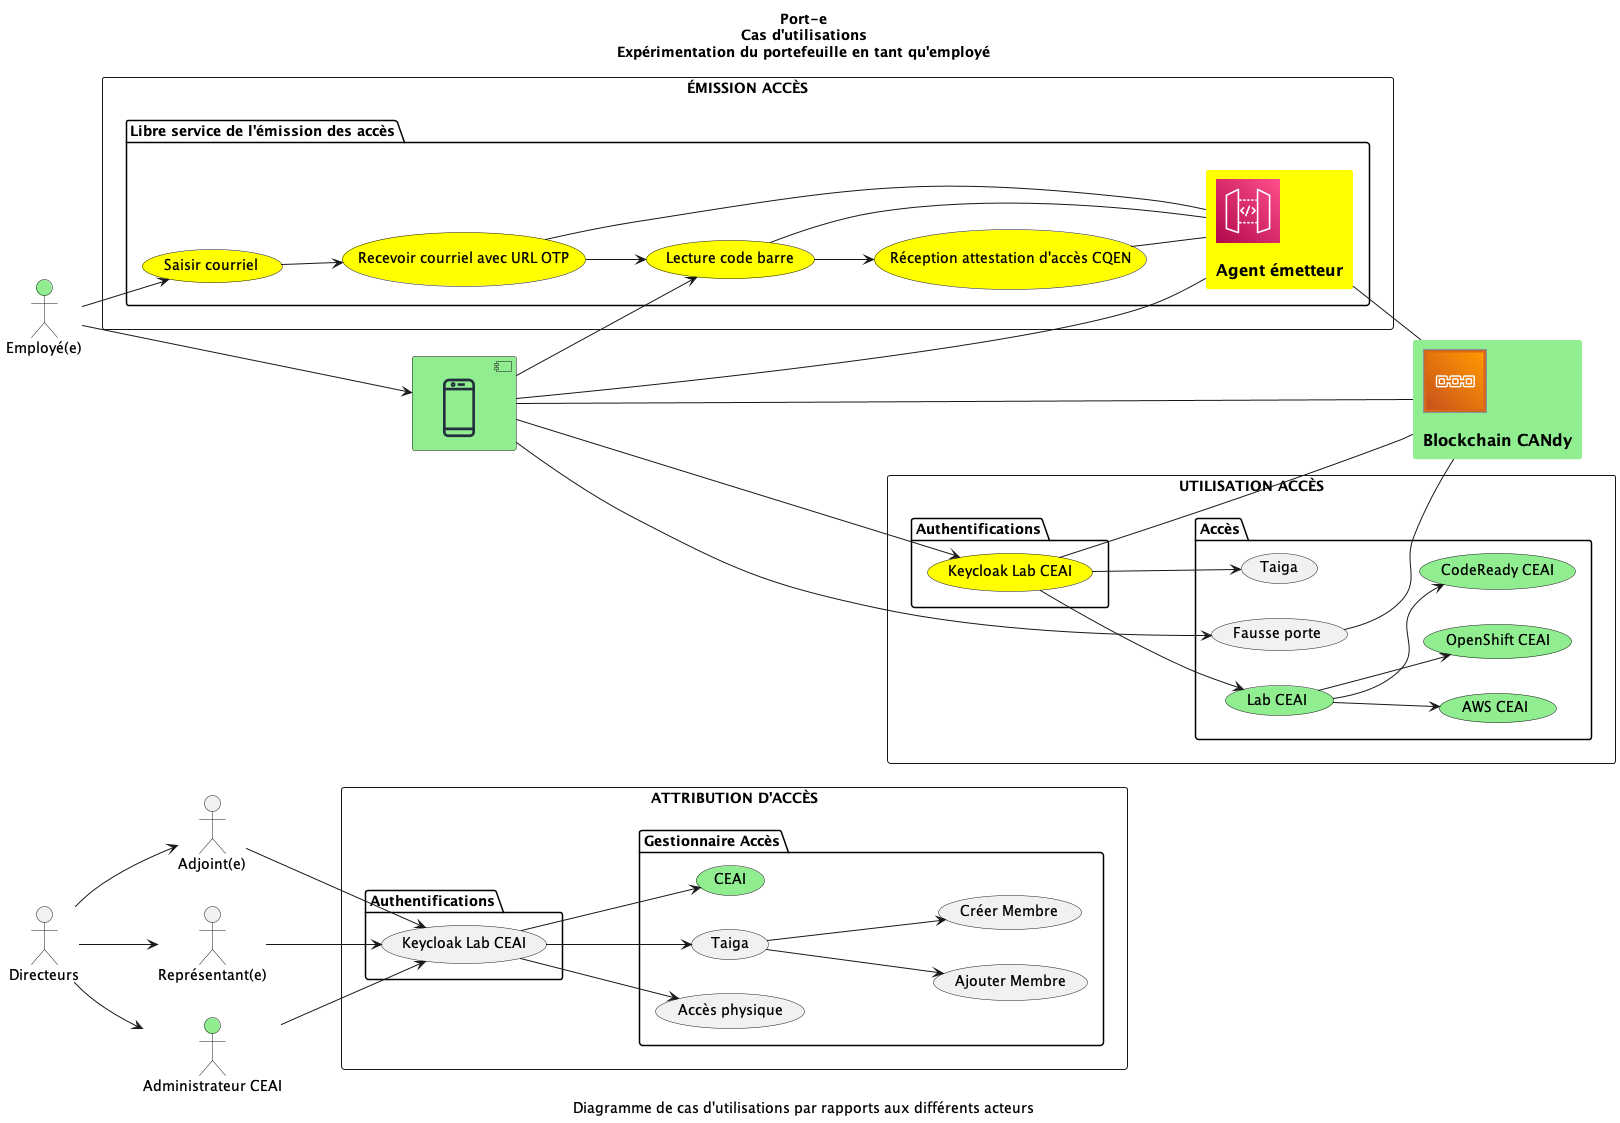 Port-e
Cas d'utilisations
Expérimentation du portefeuille en tant qu'employé
ÉMISSION ACCÈS
Libre service de l'émission des accès
Saisir courriel
Recevoir courriel avec URL OTP
Lecture code barre
Réception attestation d'accès CQEN
Agent émetteur
Employé(e)
Blockchain CANdy
UTILISATION ACCÈS
Authentifications
Keycloak Lab CEAI
Accès
Taiga
CodeReady CEAI
Fausse porte
OpenShift CEAI
Lab CEAI
AWS CEAI
ATTRIBUTION D'ACCÈS
Gestionnaire Accès
Adjoint(e)
CEAI
Authentifications
Keycloak Lab CEAI
Créer Membre
Taiga
Directeurs
Représentant(e)
Ajouter Membre
Accès physique
Administrateur CEAI
Diagramme de cas d'utilisations par rapports aux différents acteurs